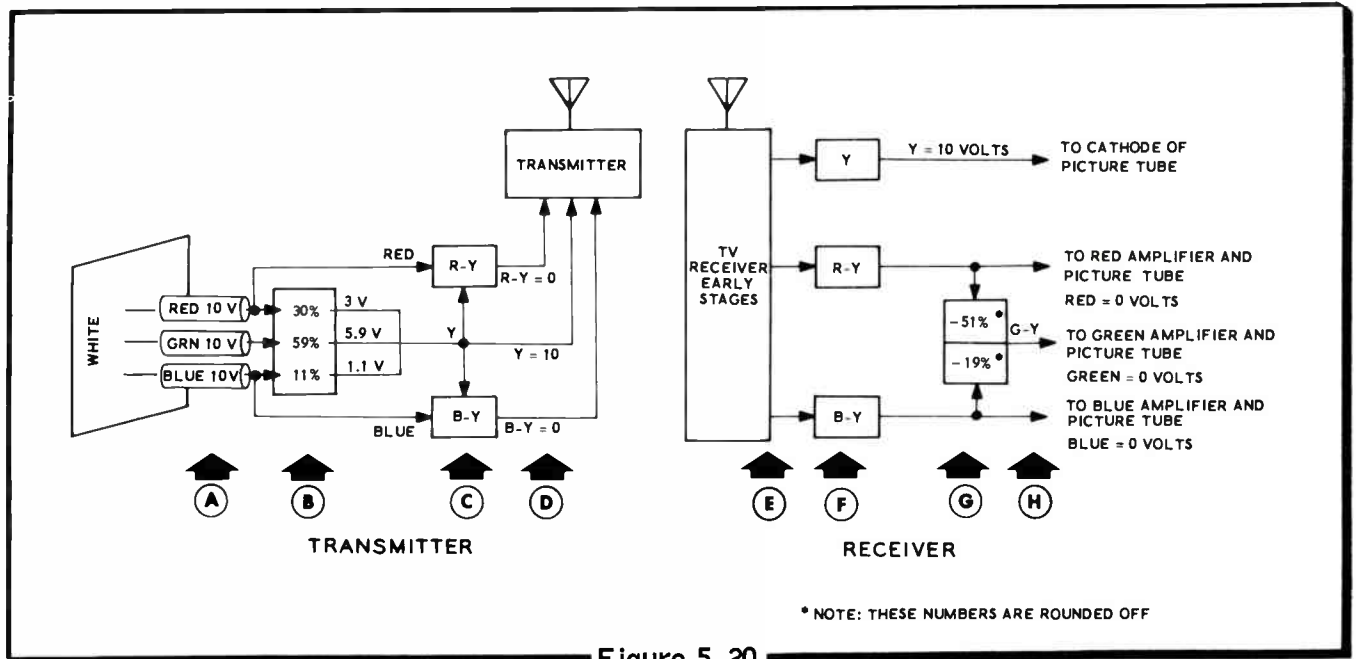 WHITE
RED 10 V
GRN 10 V
BLUE 10V
30%
59%
11%
3 V
5.9 V
1.1 V
RED
BLUE
Y
R-Y
B-Y
R-Y = 0
Y = 10
B-Y = 0
TRANSMITTER
A
B
C
D
TRANSMITTER
TV
RECEIVER
EARLY
STAGES
Y
R-Y
B-Y
Y = 10 VOLTS
TO CATHODE OF
PICTURE TUBE
TO RED AMPLIFIER AND
PICTURE TUBE
RED = 0 VOLTS
-51% *
-19% *
G-Y
TO GREEN AMPLIFIER AND
PICTURE TUBE
GREEN = 0 VOLTS
TO BLUE AMPLIFIER AND
PICTURE TUBE
BLUE = 0 VOLTS
E
F
G
H
RECEIVER
* NOTE: THESE NUMBERS ARE ROUNDED OFF
Figure 5-20